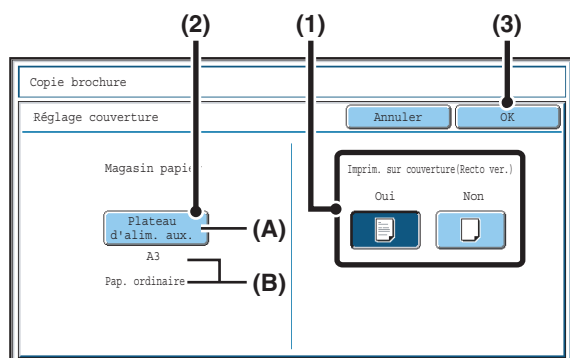 (2)
(3)
Copie brochure
Réglage couverture
Annuler
OK
Magasin papier
Imprim. sur couverture(Recto ver.)
(1)
Oui
Non
Plateau
d'alim. aux.
(A)
A3
Pap. ordinaire
(B)